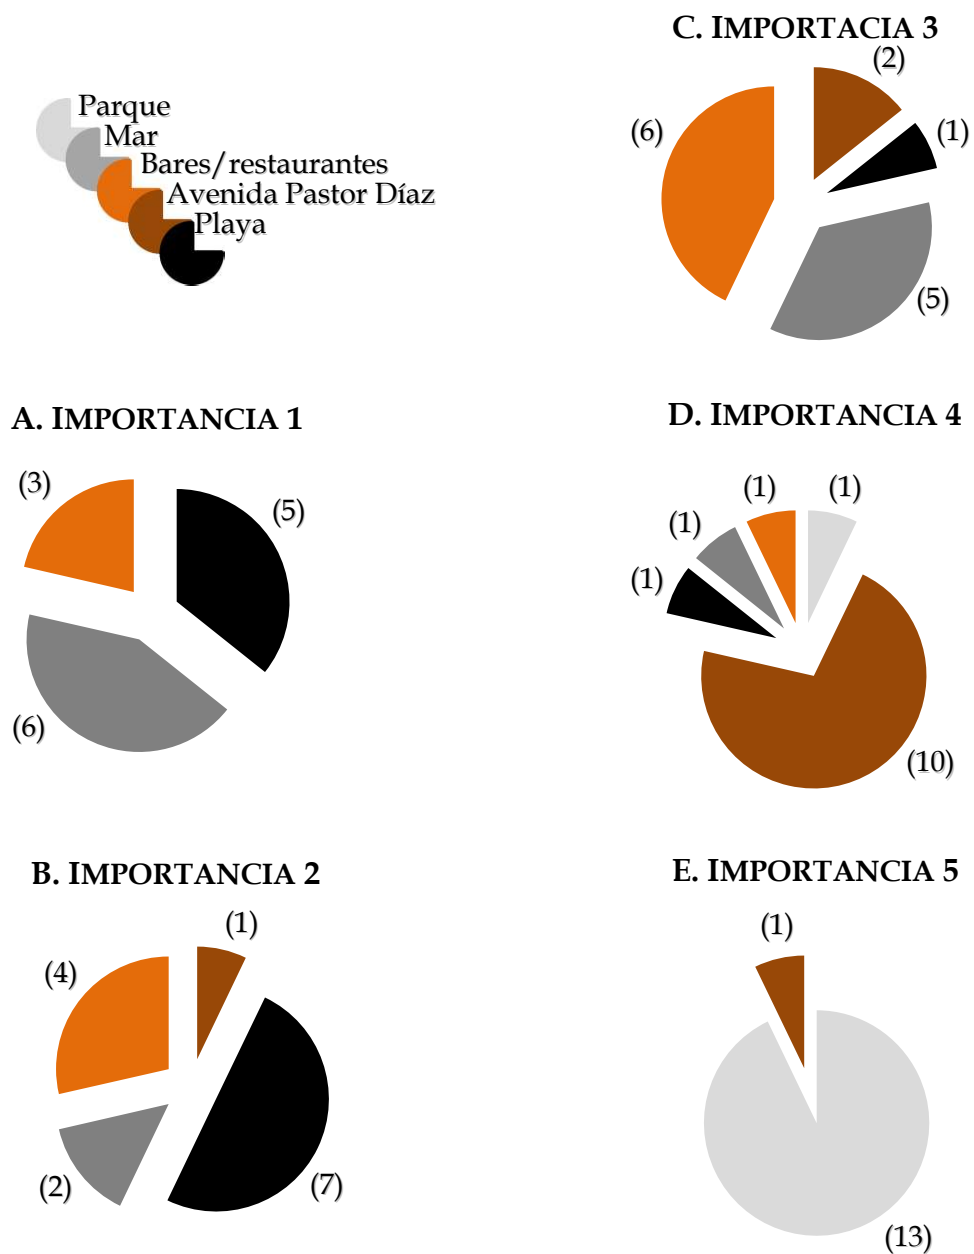 Parque
Mar
Bares/restaurantes
Avenida Pastor Díaz
Playa
C. IMPORTACIA 3
(2)
(1)
(6)
(5)
A. IMPORTANCIA 1
(3)
(5)
(6)
D. IMPORTANCIA 4
(1)
(1)
(1)
(1)
(10)
B. IMPORTANCIA 2
(1)
(4)
(2)
(7)
E. IMPORTANCIA 5
(1)
(13)